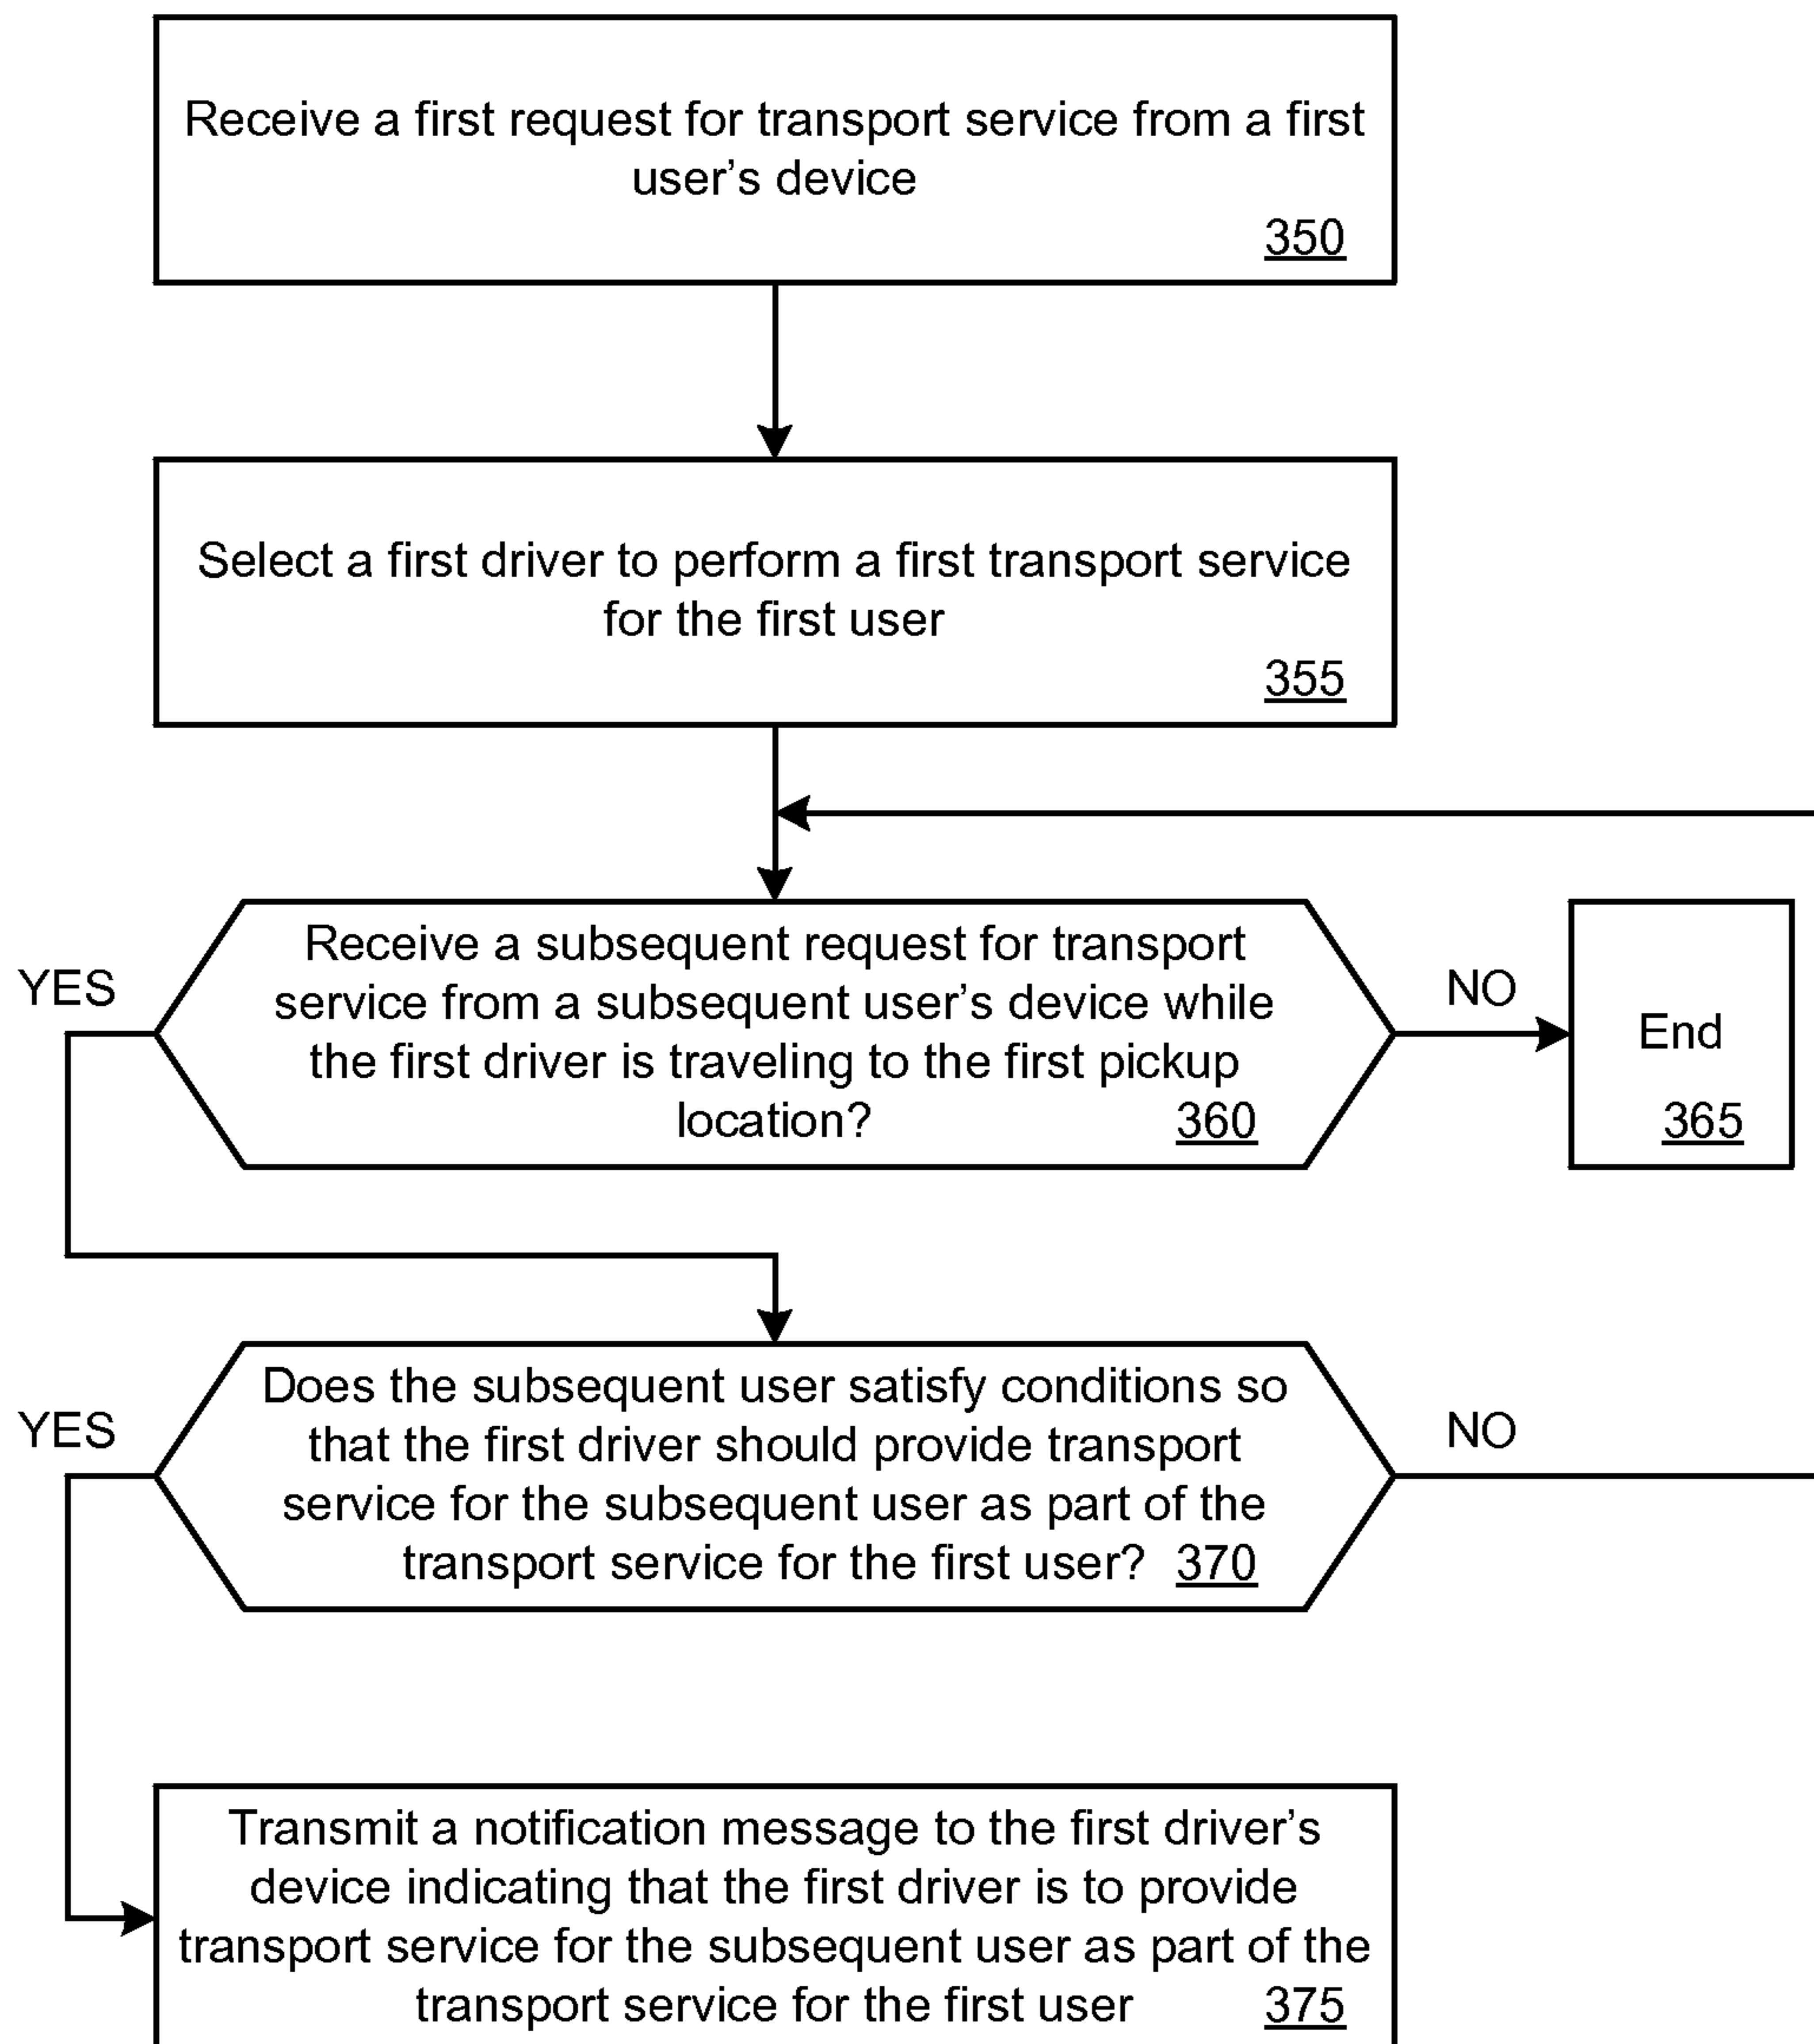 Receive a first request for transport service from a first
user's device
350
Select a first driver to perform a first transport service
for the first user
355
YES
Receive a subsequent request for transport
service from a subsequent user's device while
the first driver is traveling to the first pickup
location? 360
NO
End
365
YES
Does the subsequent user satisfy conditions so
that the first driver should provide transport
service for the subsequent user as part of the
transport service for the first user? 370
NO
Transmit a notification message to the first driver's
device indicating that the first driver is to provide
transport service for the subsequent user as part of the
transport service for the first user 375